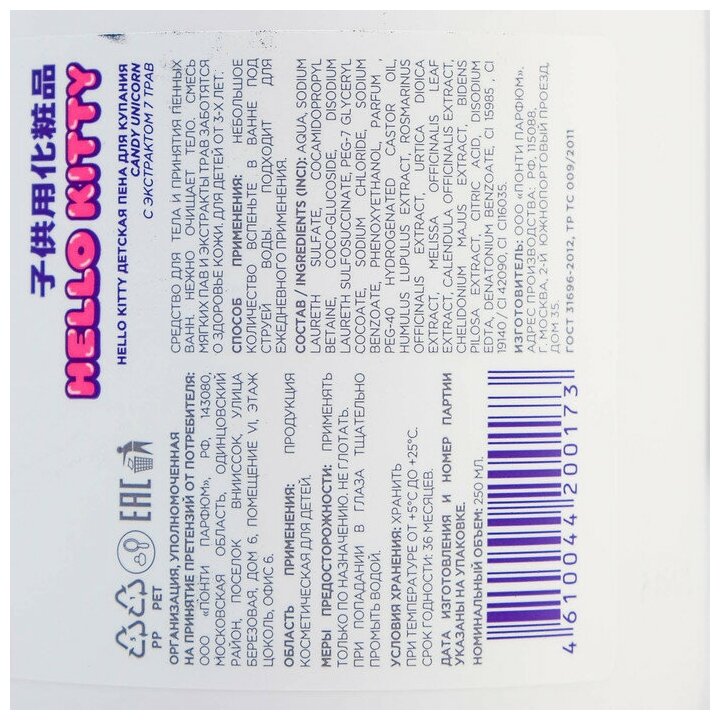 子供用化粧品
HELLO KITTY
HELLO KITTY ДЕТСКАЯ ПЕНА ДЛЯ КУПАНИЯ
CANDY UNICORN
С ЭКСТРАКТОМ 7 ТРАВ
СРЕДСТВО ДЛЯ ТЕЛА И ПРИНЯТИЯ ПЕННЫХ
ВАНН НЕЖНО ОЧИЩАЕТ ТЕЛО. СМЕСЬ
МЯГКИХ ПАВ И ЭКСТРАКТЫ ТРАВ ЗАБОТЯТСЯ
О ЗДОРОВЬЕ КОЖИ. ДЛЯ ДЕТЕЙ ОТ 3-Х ЛЕТ.
СПОСОБ ПРИМЕНЕНИЯ: НЕБОЛЬШОЕ
КОЛИЧЕСТВО ВСПЕНЬТЕ В ВАННЕ ПОД
СТРУЕЙ ВОДЫ. ПОДХОДИТ ДЛЯ
ЕЖЕДНЕВНОГО ПРИМЕНЕНИЯ.
СОСТАВ / INGREDIENTS (INCI): AQUA, SODIUM
LAURETH SULFATE, COCAMIDOPROPYL
BETAINE, COCO-GLUCOSIDE, DISODIUM
LAURETH SULFOSUCCINATE, PEG-7 GLYCERYL
COCOATE, SODIUM CHLORIDE, SODIUM
BENZOATE, PHENOXYETHANOL, PARFUM,
PEG-40 HYDROGENATED CASTOR OIL,
HUMULUS LUPULUS EXTRACT, ROSMARINUS
OFFICINALIS EXTRACT, URTICA DIOICA
EXTRACT, MELISSA OFFICINALIS LEAF
EXTRACT, CALENDULA OFFICINALIS EXTRACT,
CHELIDONIUM MAJUS EXTRACT, BIDENS
PILOSA EXTRACT, CITRIC ACID, DISODIUM
EDTA, DENATONIUM BENZOATE, CI 15985 , CI
19140 / CI 42090, CI CI16035.
ИЗГОТОВИТЕЛЬ: ООО «ПОНТИ ПАРФЮМ».
АДРЕС ПРОИЗВОДСТВА: РФ, 115088,
Г. МОСКВА, 2-Й ЮЖНОПОРТОВЫЙ ПРОЕЗД,
ДОМ 35.
ГОСТ 31696-2012, ТР ТС 009/2011
PP
PET
EAC
ОРГАНИЗАЦИЯ, УПОЛНОМОЧЕННАЯ
НА ПРИНЯТИЕ ПРЕТЕНЗИЙ ОТ ПОТРЕБИТЕЛЯ:
ООО «ПОНТИ ПАРФЮМ», РФ, 143080,
МОСКОВСКАЯ ОБЛАСТЬ, ОДИНЦОВСКИЙ
РАЙОН, ПОСЕЛОК ВНИИССОК, УЛИЦА
БЕРЕЗОВАЯ, ДОМ 6, ПОМЕЩЕНИЕ VI, ЭТАЖ
ЦОКОЛЬ, ОФИС 6.
ОБЛАСТЬ ПРИМЕНЕНИЯ: ПРОДУКЦИЯ
КОСМЕТИЧЕСКАЯ ДЛЯ ДЕТЕЙ.
МЕРЫ ПРЕДОСТОРОЖНОСТИ: ПРИМЕНЯТЬ
ТОЛЬКО ПО НАЗНАЧЕНИЮ. НЕ ГЛОТАТЬ.
ПРИ ПОПАДАНИИ В ГЛАЗА ТЩАТЕЛЬНО
ПРОМЫТЬ ВОДОЙ.
УСЛОВИЯ ХРАНЕНИЯ: ХРАНИТЬ
ПРИ ТЕМПЕРАТУРЕ ОТ +5°С ДО +25°С.
СРОК ГОДНОСТИ: 36 МЕСЯЦЕВ.
ДАТА ИЗГОТОВЛЕНИЯ И НОМЕР ПАРТИИ
УКАЗАНЫ НА УПАКОВКЕ.
НОМИНАЛЬНЫЙ ОБЪЕМ: 250 МЛ.
4 610044 200173